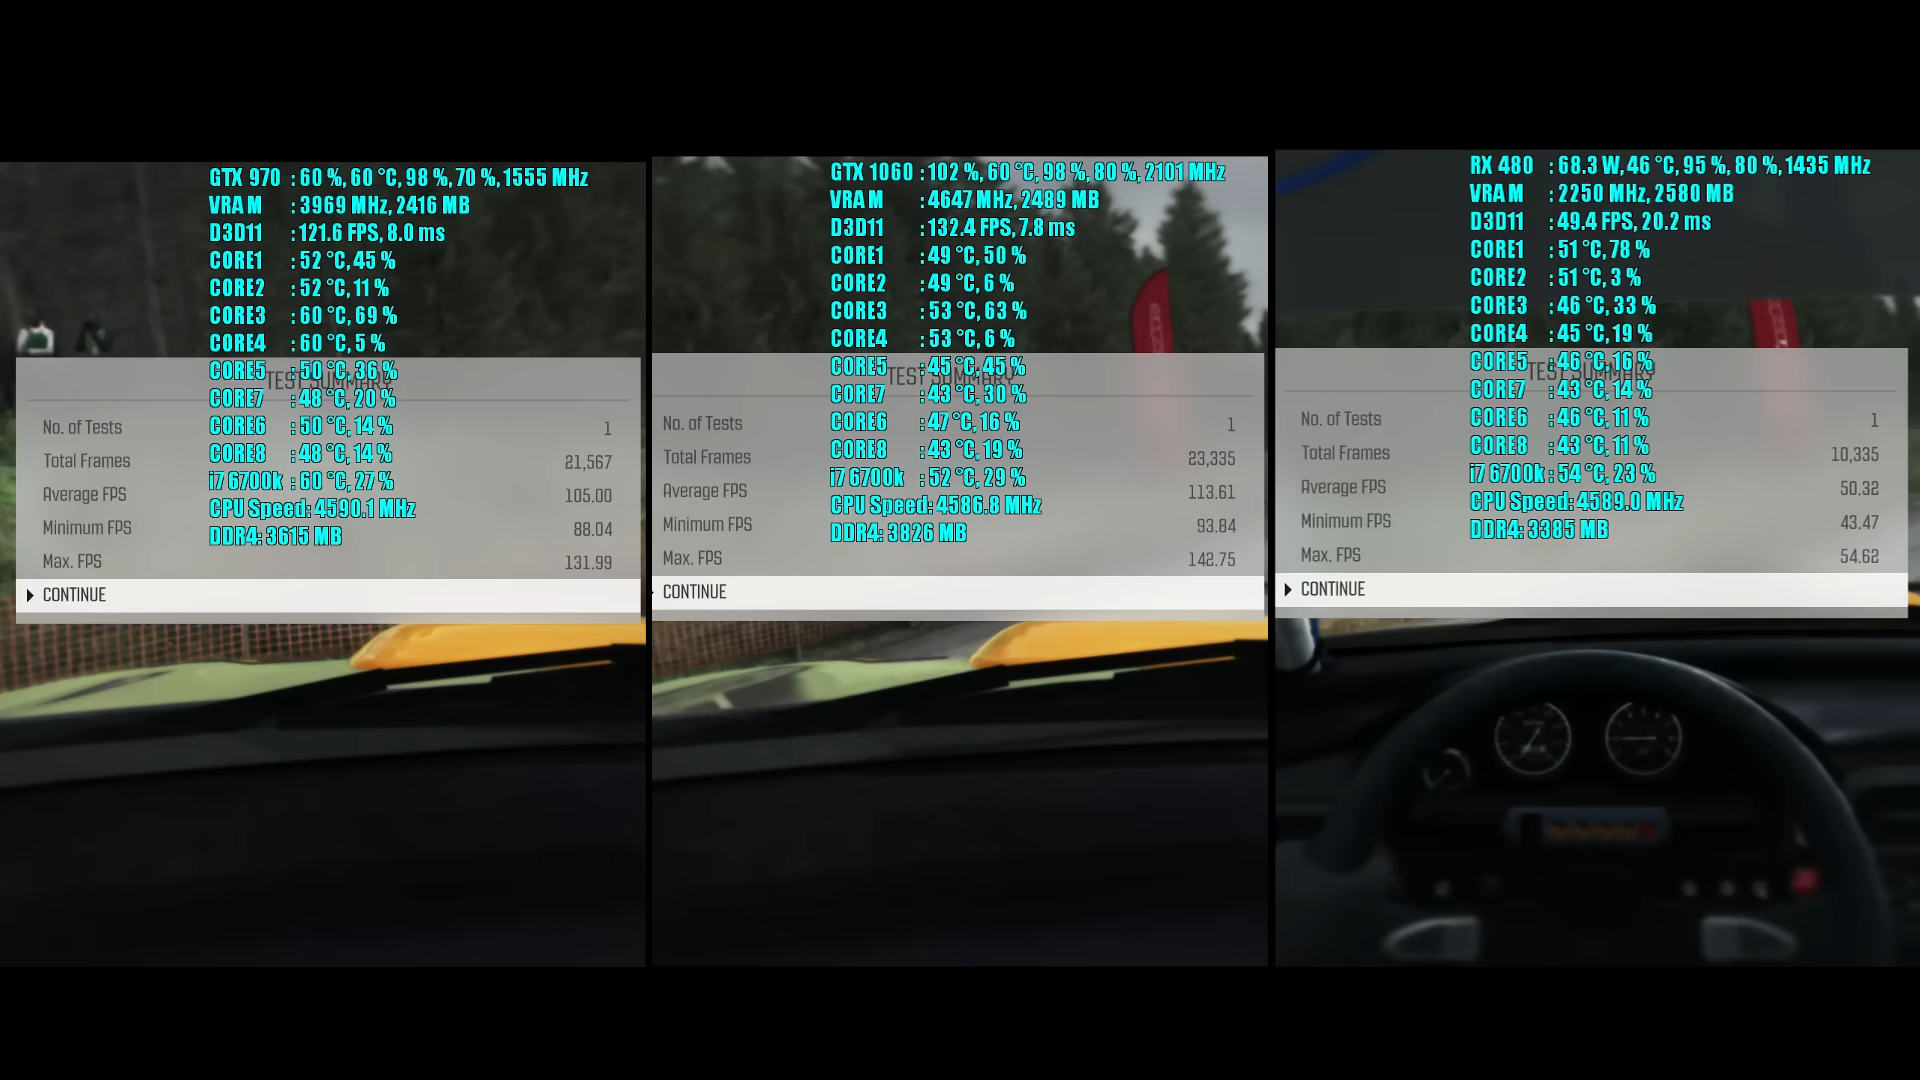 GTX 970 : 60 %, 60 °C, 98 %, 70 %, 1555 MHz
VRAM : 3969 MHz, 2416 MB
D3D11 : 121.6 FPS, 8.0 ms
CORE1 : 52 °C, 45 %
CORE2 : 52 °C, 11 %
CORE3 : 60 °C, 69 %
CORE4 : 60 °C, 5 %
CORE5 : 50 °C, 36 %
TEST SUMMARY
CORE7 : 48 °C, 20 %
CORE6 : 50 °C, 14 %
No. of Tests 1
CORE8 : 48 °C, 14 %
Total Frames 21,567
i7 6700k : 60 °C, 27 %
Average FPS 105.00
CPU Speed: 4590.1 MHz
Minimum FPS 88.04
DDR4: 3615 MB
Max. FPS 131.99
CONTINUE
GTX 1060 : 102 %, 60 °C, 98 %, 80 %, 2101 MHz
VRAM : 4647 MHz, 2489 MB
D3D11 : 132.4 FPS, 7.8 ms
CORE1 : 49 °C, 50 %
CORE2 : 49 °C, 6 %
CORE3 : 53 °C, 63 %
CORE4 : 53 °C, 6 %
CORE5 : 45 °C, 45 %
TEST SUMMARY
CORE7 : 43 °C, 30 %
CORE6 : 47 °C, 16 %
No. of Tests 1
CORE8 : 43 °C, 19 %
Total Frames 23,335
i7 6700k : 52 °C, 29 %
Average FPS 113.61
CPU Speed: 4586.8 MHz
Minimum FPS 93.84
DDR4: 3826 MB
Max. FPS 142.75
CONTINUE
RX 480 : 68.3 W, 46 °C, 95 %, 80 %, 1435 MHz
VRAM : 2250 MHz, 2580 MB
D3D11 : 49.4 FPS, 20.2 ms
CORE1 : 51 °C, 78 %
CORE2 : 51 °C, 3 %
CORE3 : 46 °C, 33 %
CORE4 : 45 °C, 19 %
CORE5 : 46 °C, 16 %
TEST SUMMARY
CORE7 : 43 °C, 14 %
CORE6 : 46 °C, 11 %
No. of Tests 1
CORE8 : 43 °C, 11 %
Total Frames 10,335
i7 6700k : 54 °C, 23 %
Average FPS 50.32
CPU Speed: 4589.0 MHz
Minimum FPS 43.47
DDR4: 3385 MB
Max. FPS 54.62
CONTINUE